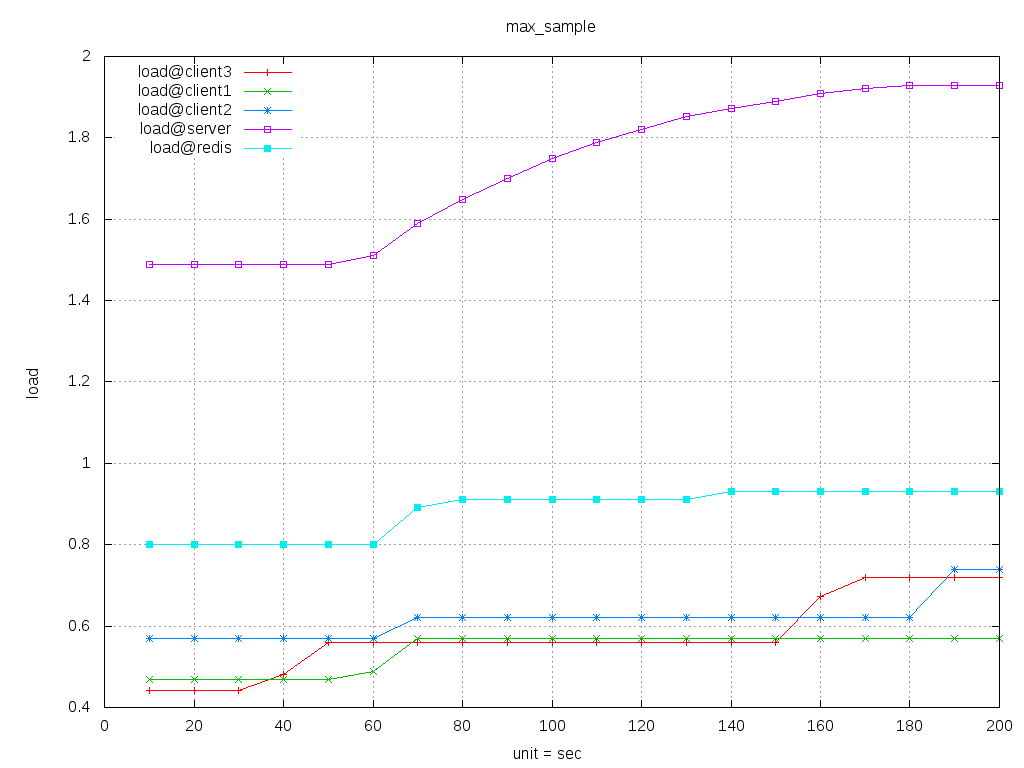 max_sample
load@client3
load@client1
load@client2
load@server
load@redis
2
1.8
1.6
1.4
1.2
1
0.8
0.6
0.4
load
0 20 40 60 80 100 120 140 160 180 200
unit = sec